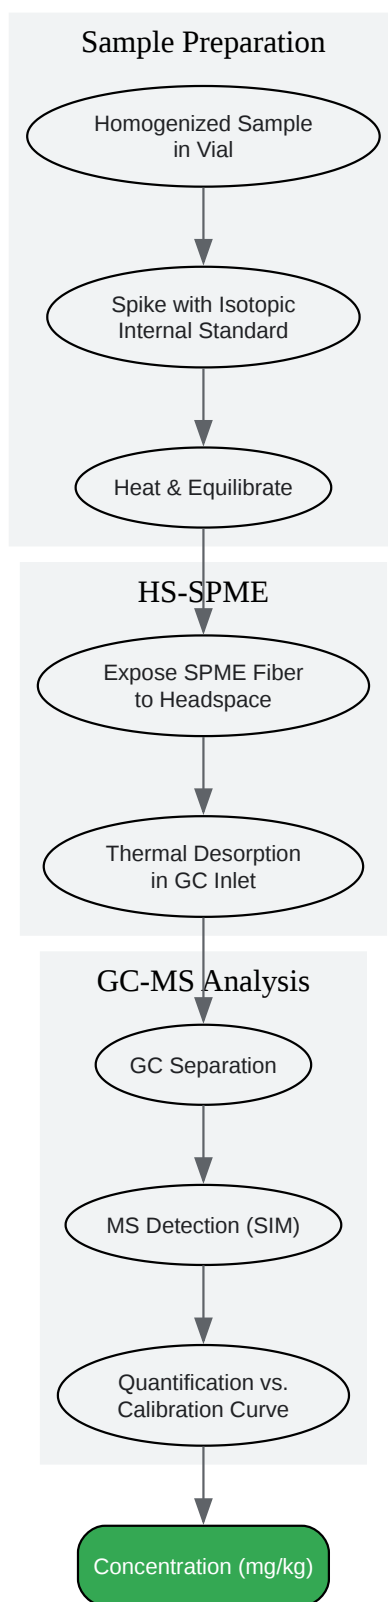 Sample Preparation
Homogenized Sample
in Vial
Spike with Isotopic
Internal Standard
Heat & Equilibrate
HS-SPME
Expose SPME Fiber
to Headspace
Thermal Desorption
in GC Inlet
GC-MS Analysis
GC Separation
MS Detection (SIM)
Quantification vs.
Calibration Curve
Concentration (mg/kg)